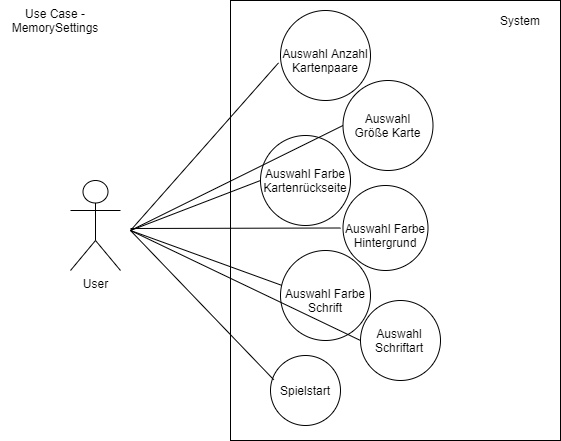 Use Case -
MemorySettings
System
Auswahl Anzahl
Kartenpaare
Auswahl
Größe Karte
Auswahl Farbe
Kartenrückseite
Auswahl Farbe
Hintergrund
User
Auswahl Farbe
Schrift
Auswahl
Schriftart
Spielstart